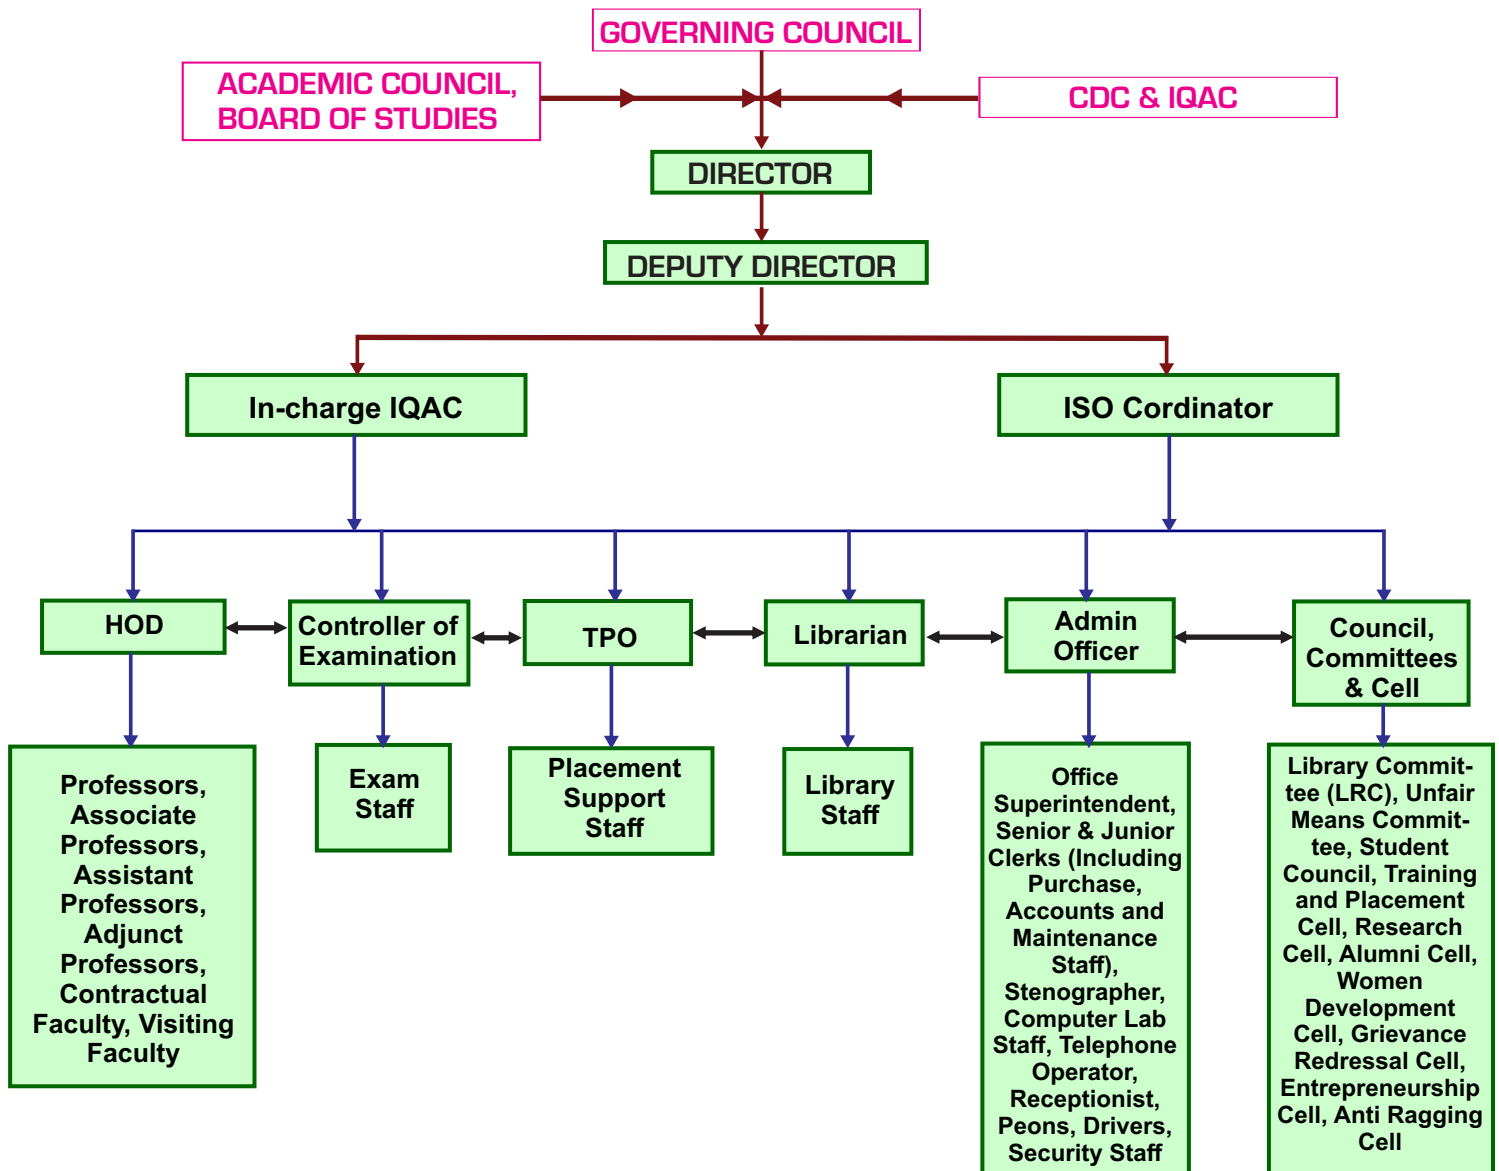 GOVERNING COUNCIL
ACADEMIC COUNCIL,
BOARD OF STUDIES
CDC & IQAC
DIRECTOR
DEPUTY DIRECTOR
In-charge IQAC
ISO Cordinator
HOD
Controller of
Examination
TPO
Librarian
Admin
Officer
Council,
Committees
& Cell
Professors,
Associate
Professors,
Assistant
Professors,
Adjunct
Professors,
Contractual
Faculty, Visiting
Faculty
Exam
Staff
Placement
Support
Staff
Library
Staff
Office
Superintendent,
Senior & Junior
Clerks (Including
Purchase,
Accounts and
Maintenance
Staff),
Stenographer,
Computer Lab
Staff, Telephone
Operator,
Receptionist,
Peons, Drivers,
Security Staff
Library Commit-
tee (LRC), Unfair
Means Commit-
tee, Student
Council, Training
and Placement
Cell, Research
Cell, Alumni Cell,
Women
Development
Cell, Grievance
Redressal Cell,
Entrepreneurship
Cell, Anti Ragging
Cell